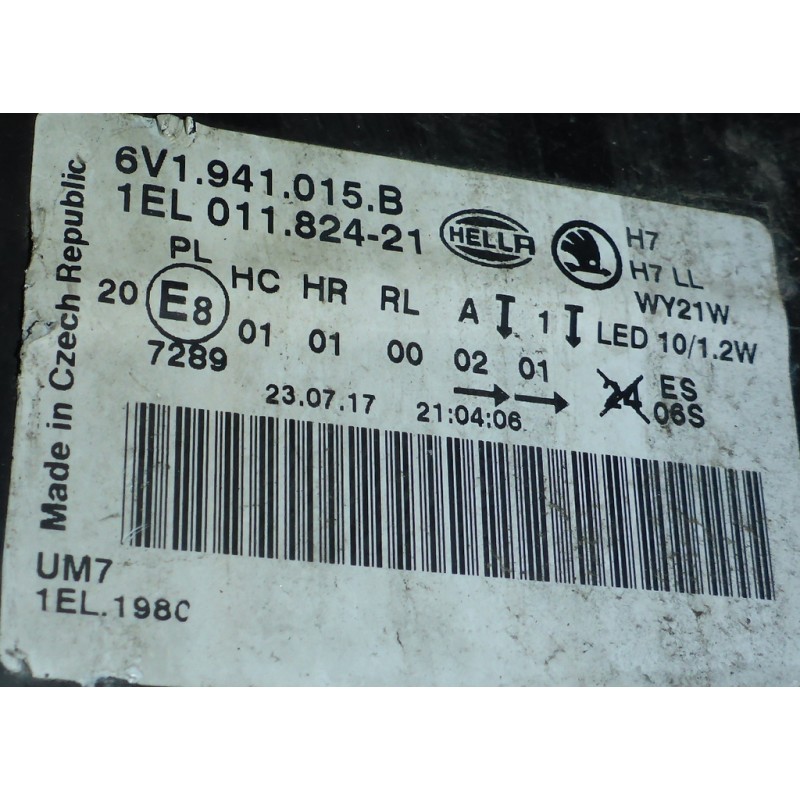 6V1.941.015.B
1EL 011.824-21
HELLA
H7
H7 LL
WY21W
LED 10/1.2W
PL HC HR RL A 1
20 E8 01 01 00 02 01
7289
24 ES
06S
23.07.17 21:04:06
Made in Czech Republic
UM7
1EL.198C